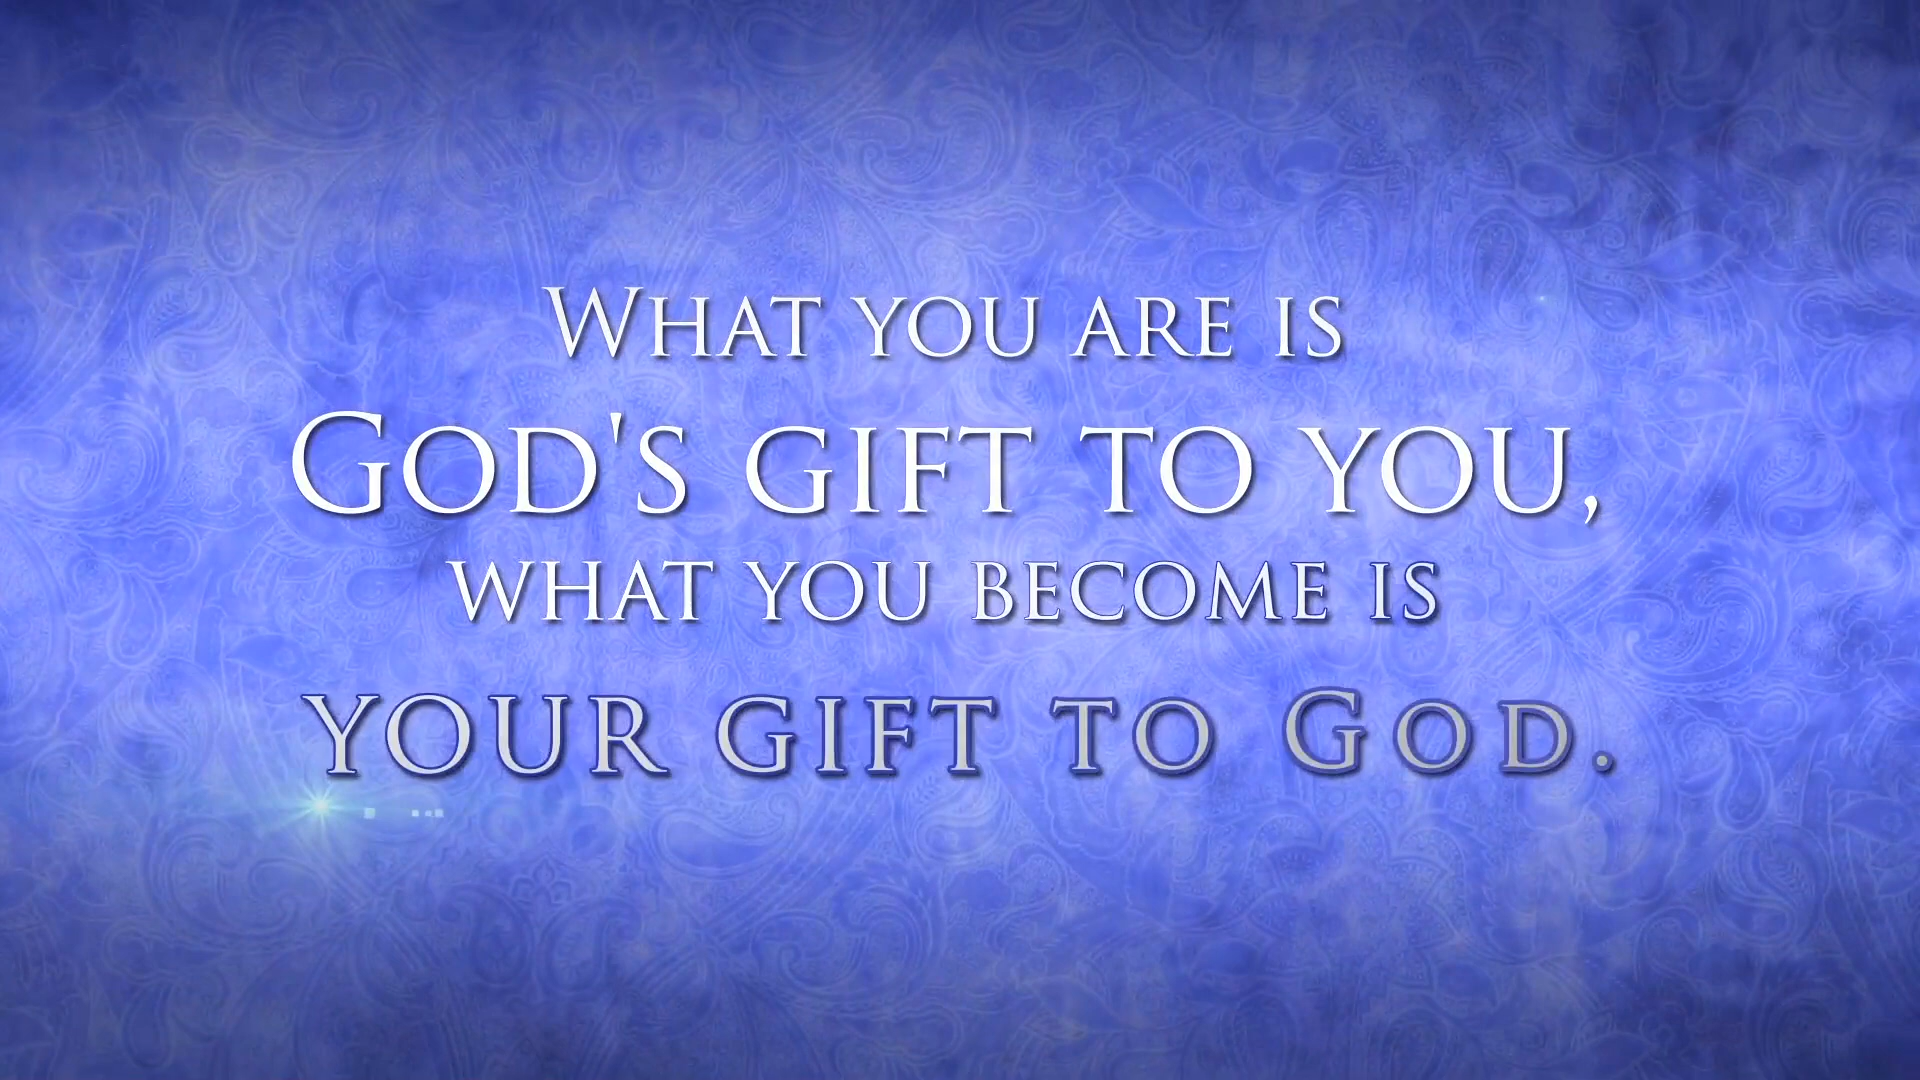 What you are is
God's gift to you,
what you become is
your gift to God.